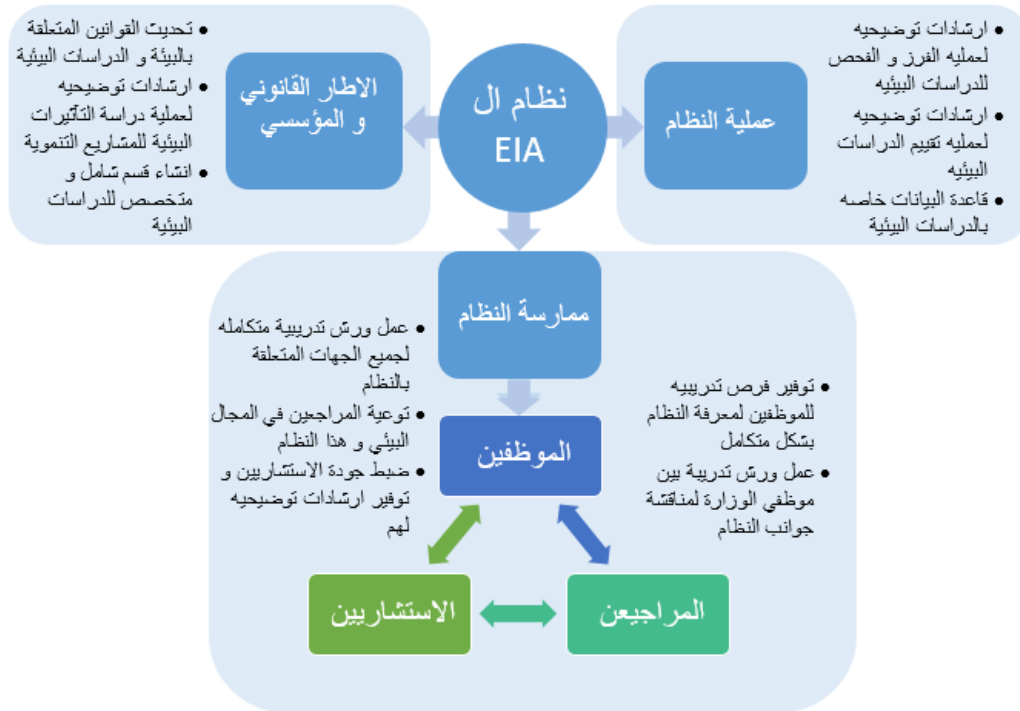 نظام ال
EIA
عملية النظام
• ارشادات توضيحيه
لعمليه الفرز و الفحص
للدراسات البيئيه
• ارشادات توضيحيه
لعمليه تقييم الدراسات
البيئيه
• قاعدة البيانات خاصه
بالدراسات البيئية
الاطار القانوني
و المؤسسي
• تحديث القوانين المتعلقة
بالبيئة و الدراسات البيئية
• ارشادات توضيحيه
لعملية دراسة التأثيرات
البيئية للمشاريع التنموية
• انشاء قسم شامل و
متخصص للدراسات
البيئية
ممارسة النظام
• توفير فرص تدريبيه
للموظفين لمعرفة النظام
بشكل متكامل
• عمل ورش تدريبة بين
موظفي الوزارة لمناقشة
جوانب النظام
• عمل ورش تدريبية متكامله
لجميع الجهات المتعلقة
بالنظام
• توعية المراجعين في المجال
البيئي و هذا النظام
• ضبط جودة الاستشاريين و
توفير ارشادات توضيحيه
لهم
الموظفين
المراجيعن
الاستشاريين